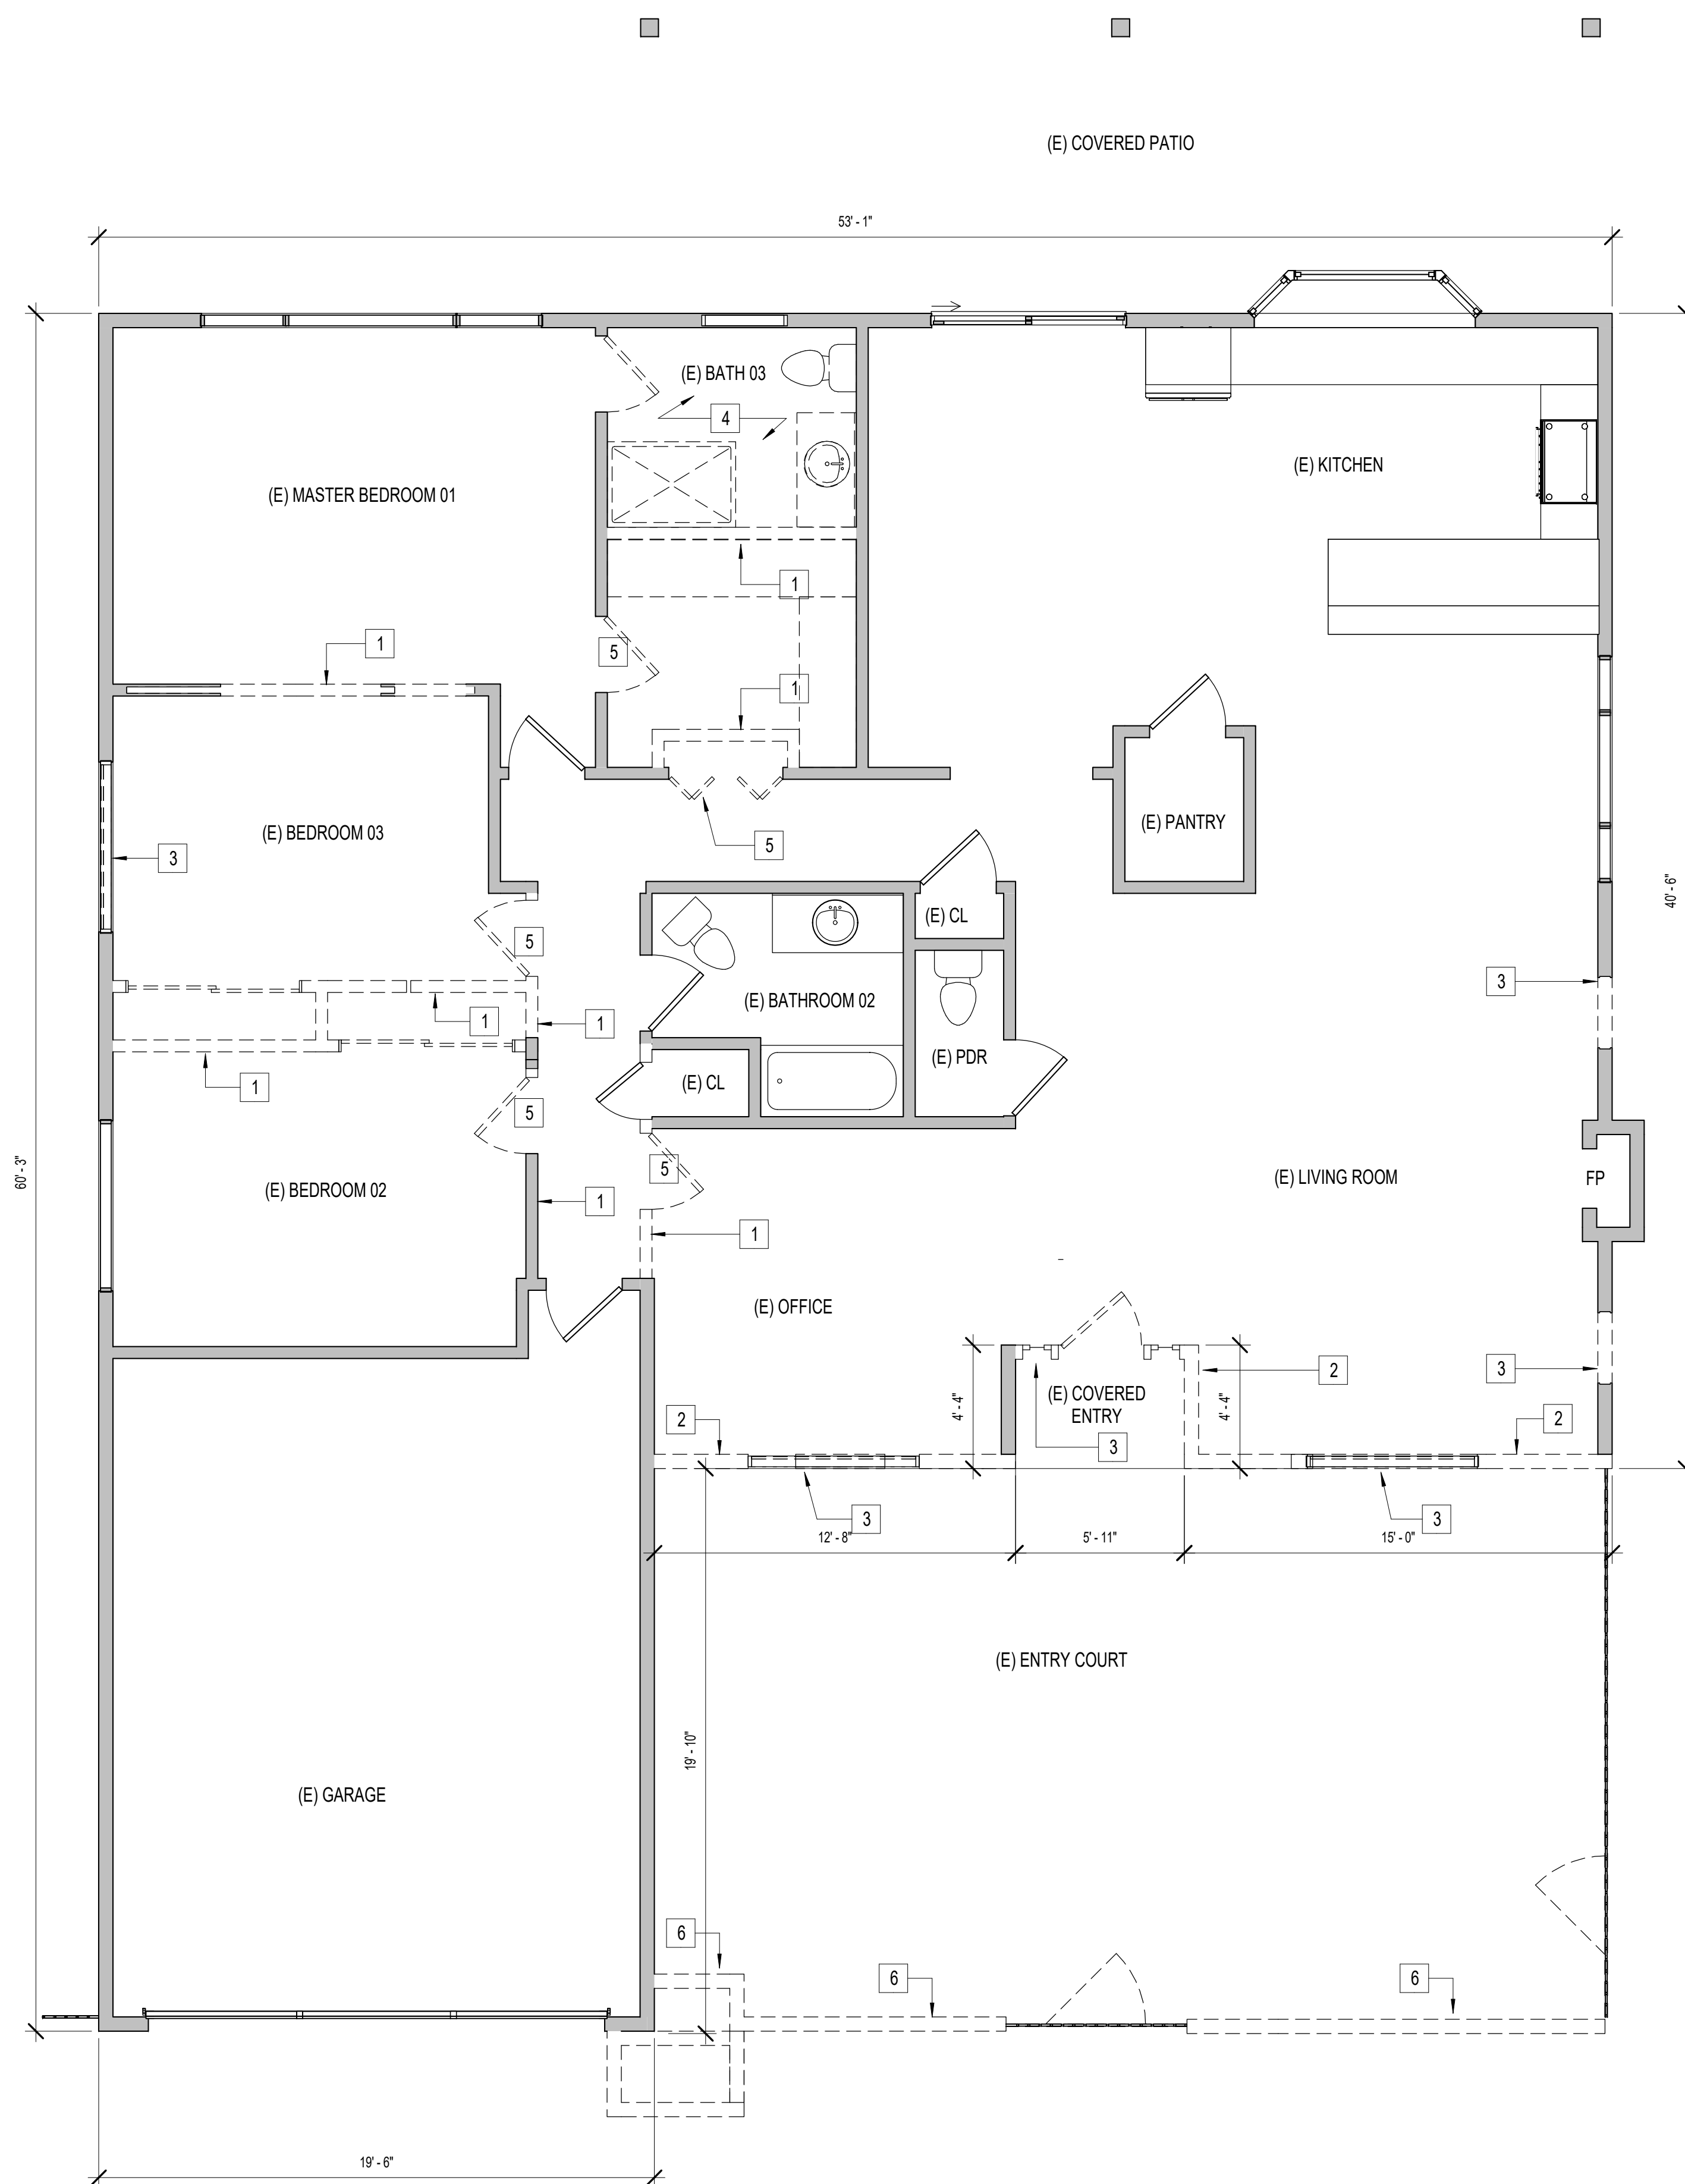 (E) COVERED PATIO
53' - 1"
(E) BATH 03
4
(E) KITCHEN
(E) MASTER BEDROOM 01
1
1
5
1
(E) BEDROOM 03
(E) PANTRY
3
5
40' - 6"
(E) CL
5
3
(E) BATHROOM 02
1
1
(E) PDR
(E) CL
1
5
60' - 3"
5
(E) LIVING ROOM
FP
(E) BEDROOM 02
1
1
(E) OFFICE
2
3
4' - 4"
(E) COVERED
ENTRY
4' - 4"
2
2
3
3
3
12' - 8"
5' - 11"
15' - 0"
(E) ENTRY COURT
19' - 10"
(E) GARAGE
6
6
6
19' - 6"